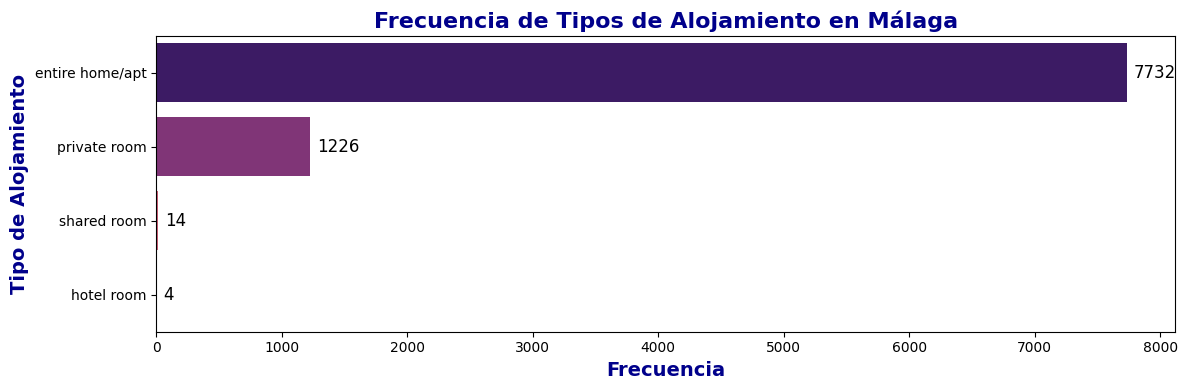 Frecuencia de Tipos de Alojamiento en Málaga
Tipo de Alojamiento
entire home/apt
7732
private room
1226
shared room
14
hotel room
4
0 1000 2000 3000 4000 5000 6000 7000 8000
Frecuencia